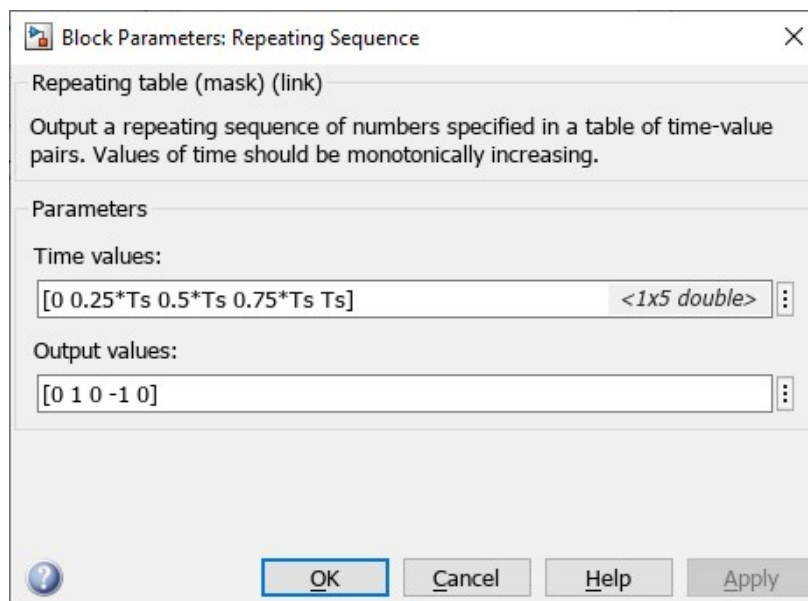 Block Parameters: Repeating Sequence
Repeating table (mask) (link)
Output a repeating sequence of numbers specified in a table of time-value
pairs. Values of time should be monotonically increasing.
Parameters
Time values:
[0 0.25*Ts 0.5*Ts 0.75*Ts Ts] <1x5 double>
Output values:
[0 1 0 -1 0]
OK Cancel Help Apply